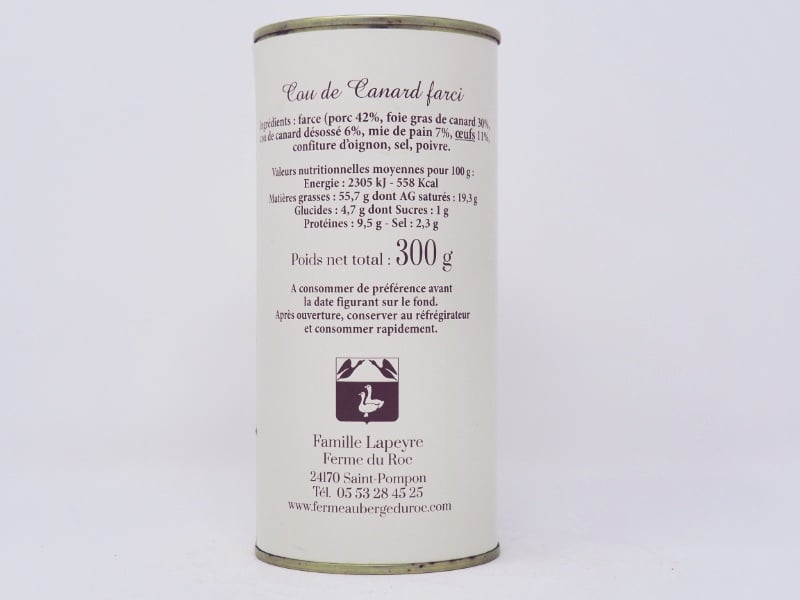 Cou de Canard farci
Ingrédients : farce (porc 42%, foie gras de canard 30%,
cou de canard désossé 6%, mie de pain 7%, œufs 11%,
confiture d'oignon, sel, poivre.
Valeurs nutritionnelles moyennes pour 100 g :
Energie : 2305 kJ - 558 Kcal
Matières grasses : 55,7 g dont AG saturés : 19,3 g
Glucides : 4,7 g dont Sucres : 1 g
Protéines : 9,5 g - Sel : 2,3 g
Poids net total : 300 g
A consommer de préférence avant
la date figurant sur le fond.
Après ouverture, conserver au réfrigérateur
et consommer rapidement.
Famille Lapeyre
Ferme du Roc
24170 Saint-Pompon
Tél. 05 53 28 45 25
www.fermeaubergeduroc.com